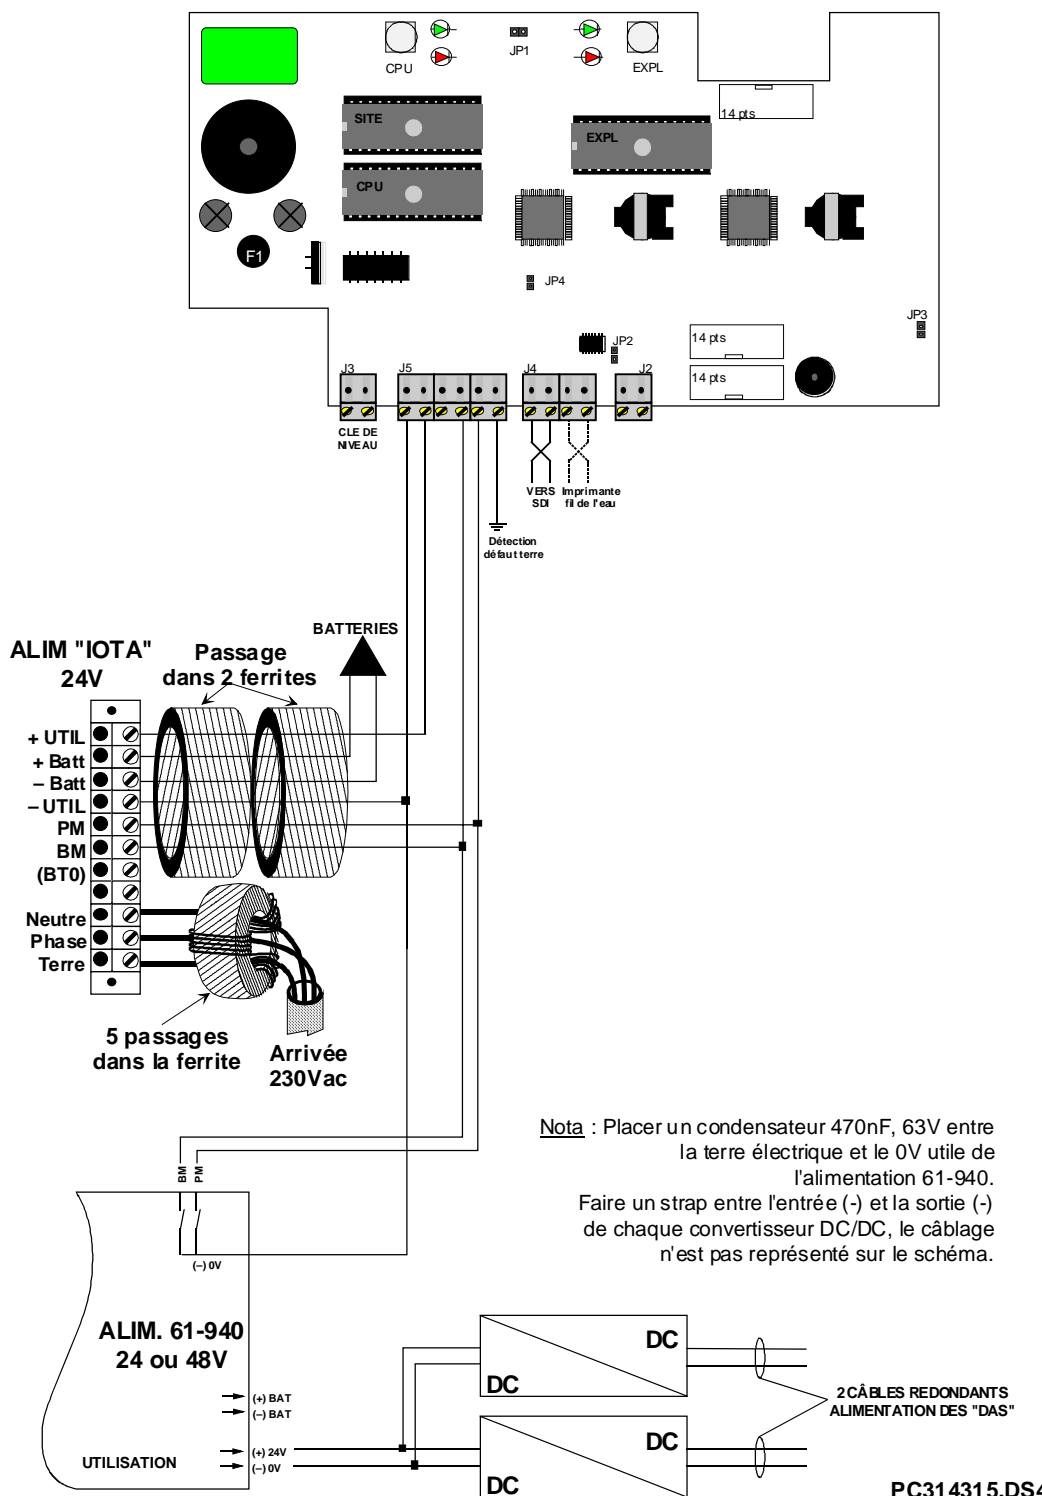 CPU
JP1
EXPL
14 pts
SITE
EXPL
CPU
F1
JP4
JP3
JP2
14 pts
14 pts
J3
J5
J4
J2
CLE DE
NIVEAU
VERS
SDI
Imprimante
fil de l'eau
Détection
défaut terre
BATTERIES
ALIM "IOTA"
24V
Passage
dans 2 ferrites
+ UTIL
+ Batt
– Batt
– UTIL
PM
BM
(BT0)
Neutre
Phase
Terre
5 passages
dans la ferrite
Arrivée
230Vac
Nota : Placer un condensateur 470nF, 63V entre
la terre électrique et le 0V utile de
l'alimentation 61-940.
Faire un strap entre l'entrée (-) et la sortie (-)
de chaque convertisseur DC/DC, le câblage
n'est pas représenté sur le schéma.
BM
PM
(–) 0V
ALIM. 61-940
24 ou 48V
(+) BAT
(–) BAT
UTILISATION
(+) 24V
(–) 0V
DC
DC
DC
DC
2 CÂBLES REDONDANTS
ALIMENTATION DES "DAS"
PC314315.DS4